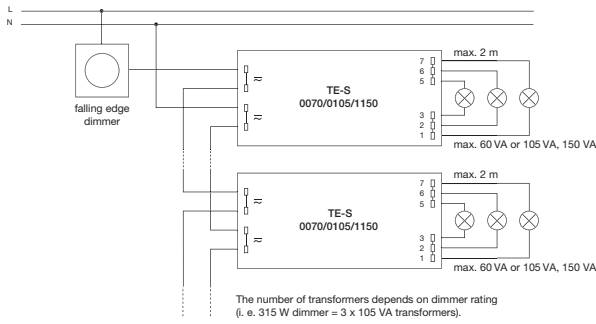 L
N
falling edge
dimmer
≂
≂
TE-S
0070/0105/1150
7
6
5
3
2
1
max. 2 m
max. 60 VA or 105 VA, 150 VA
≂
≂
TE-S
0070/0105/1150
7
6
5
3
2
1
max. 2 m
max. 60 VA or 105 VA, 150 VA
The number of transformers depends on dimmer rating
(i. e. 315 W dimmer = 3 x 105 VA transformers).